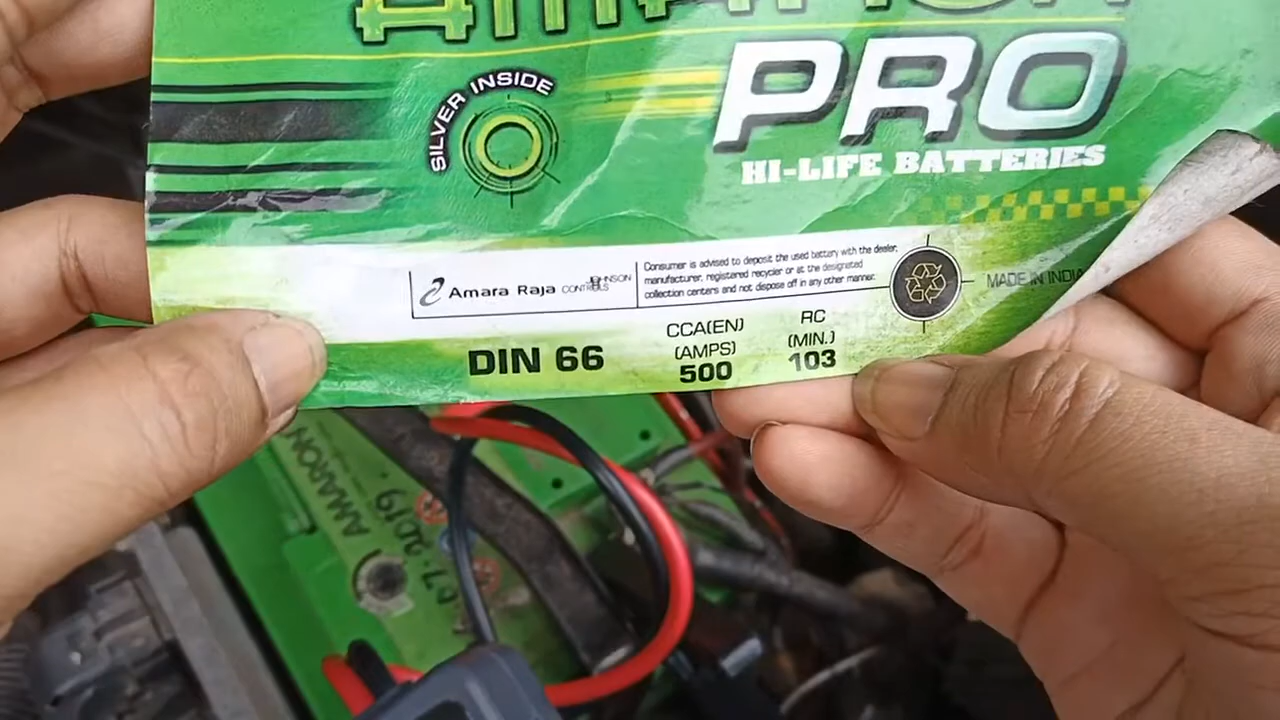 PRO
HI-LIFE BATTERIES
SILVER INSIDE
Amara Raja
JOHNSON
CONTROLS
Consumer is advised to deposit the used battery with the dealer,
manufacturer, registered recycler or at the designated
collection centers and not dispose off in any other manner.
MADE IN INDIA
DIN 66
CCA(EN)
(AMPS)
500
RC
(MIN.)
103
AMARON
07-2019